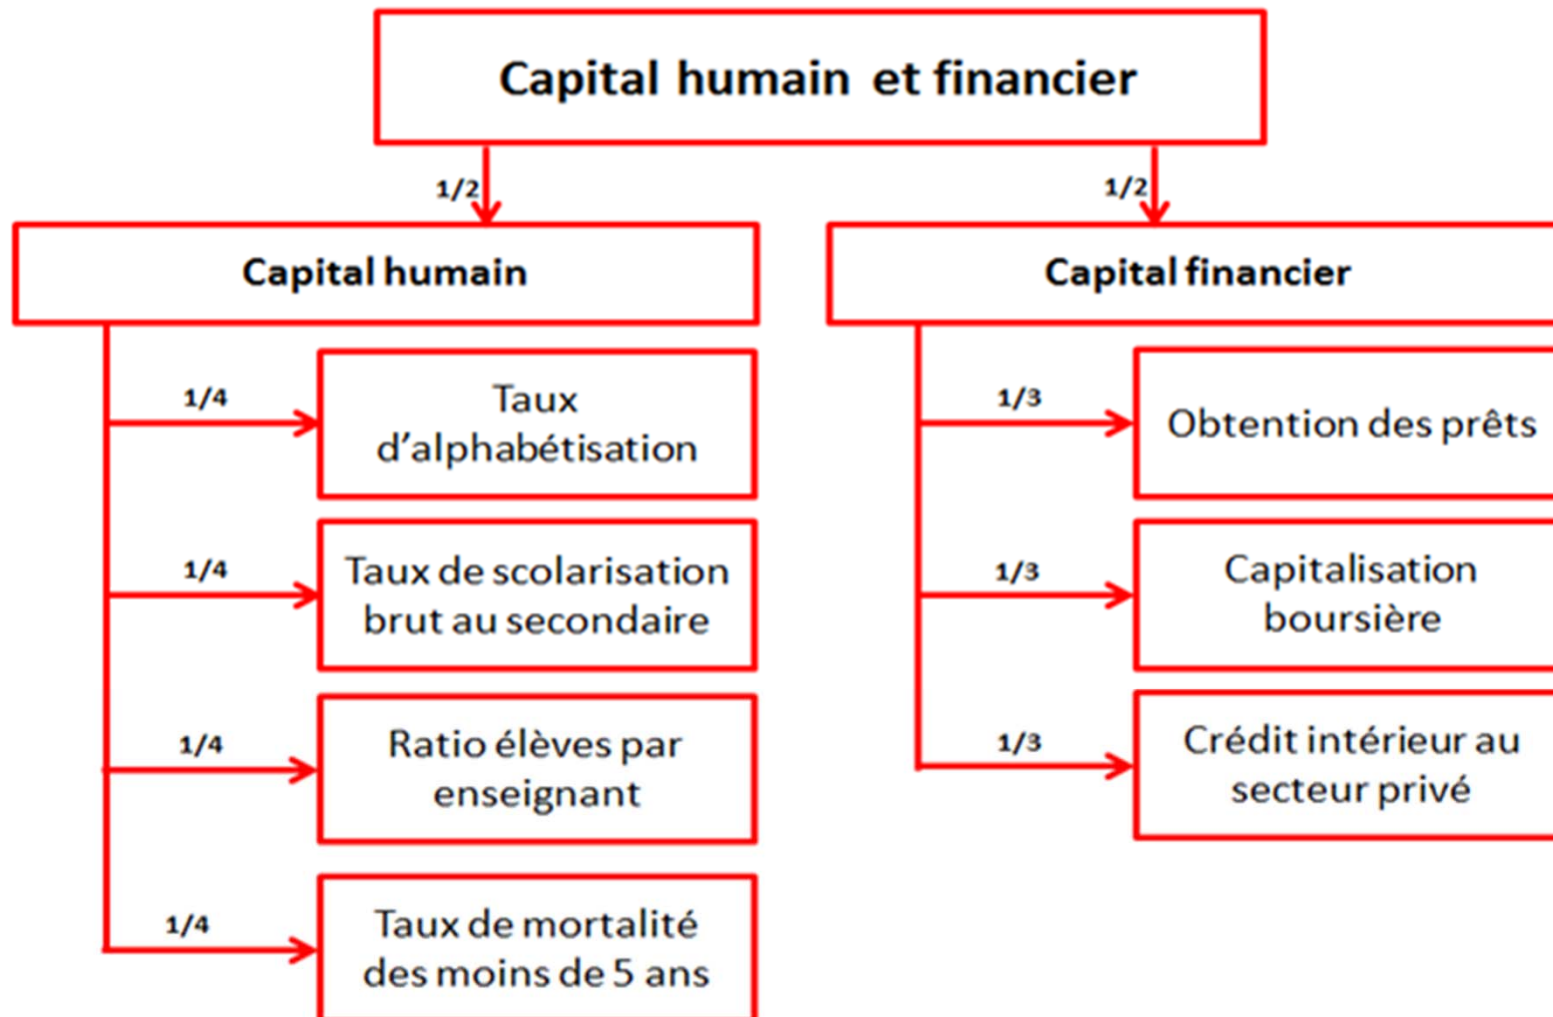 Capital humain et financier
1/2
1/2
Capital humain
1/4
Taux
d’alphabétisation
1/4
Taux de scolarisation
brut au secondaire
1/4
Ratio élèves par
enseignant
1/4
Taux de mortalité
des moins de 5 ans
Capital financier
1/3
Obtention des prêts
1/3
Capitalisation
boursière
1/3
Crédit intérieur au
secteur privé